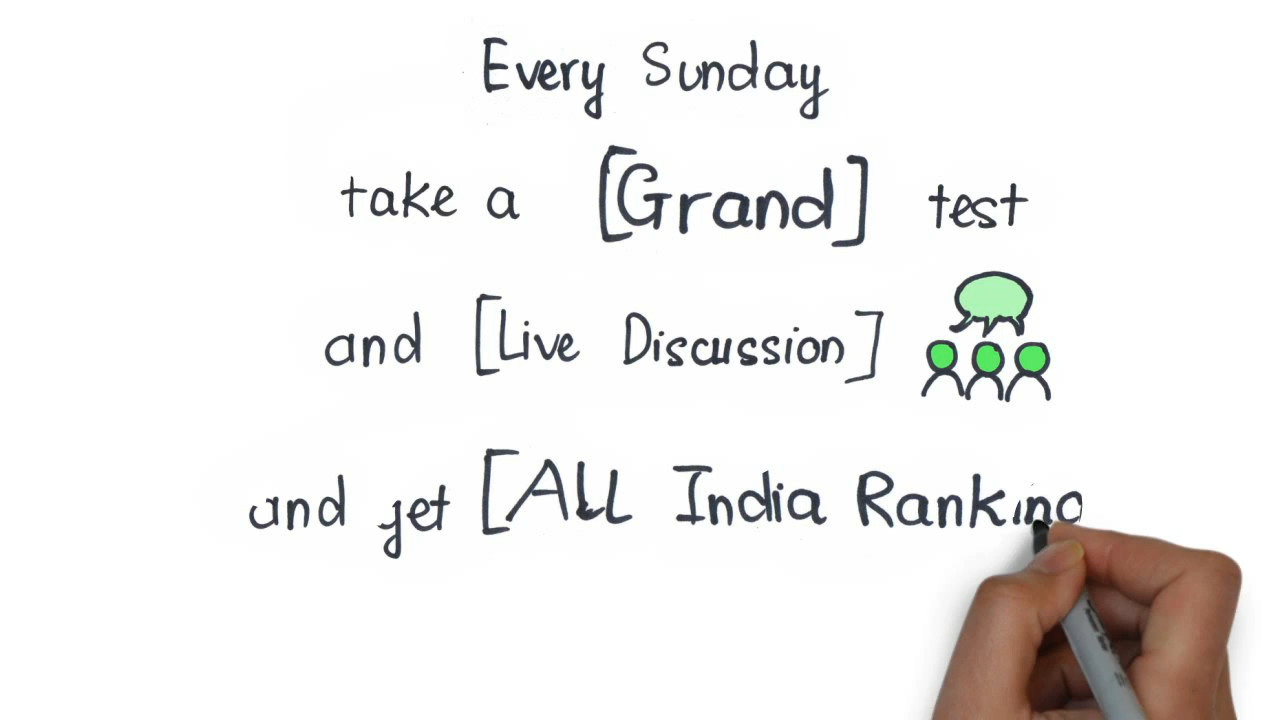 Every Sunday
take a [Grand] test
and [Live Discussion]
and get [ALL India Ranking